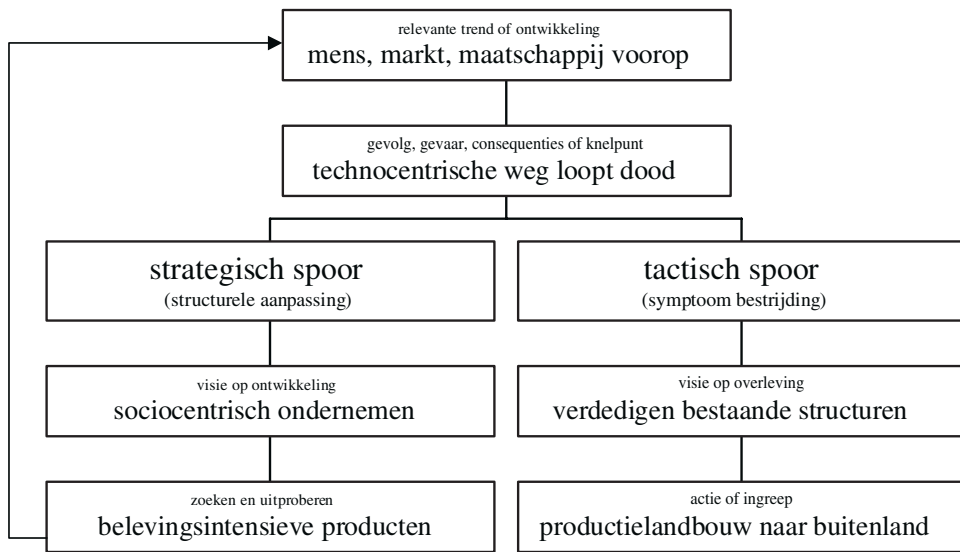 relevante trend of ontwikkeling
mens, markt, maatschappij voorop
gevolg, gevaar, consequenties of knelpunt
technocentrische weg loopt dood
strategisch spoor
(structurele aanpassing)
tactisch spoor
(symptoom bestrijding)
visie op ontwikkeling
sociocentrisch ondernemen
visie op overleving
verdedigen bestaande structuren
zoeken en uitproberen
belevingsintensieve producten
actie of ingreep
productielandbouw naar buitenland